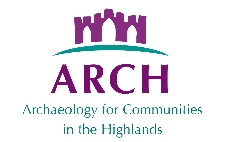 ARCH
Archaeology for Communities
in the Highlands